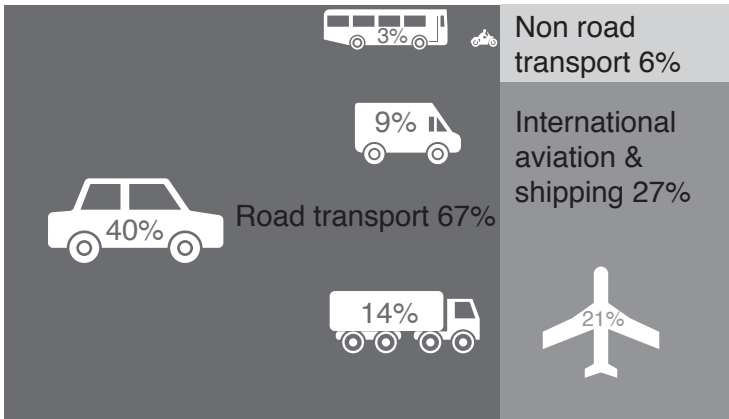 3%
9%
40%
Road transport 67%
14%
Non road
transport 6%
International
aviation &
shipping 27%
21%